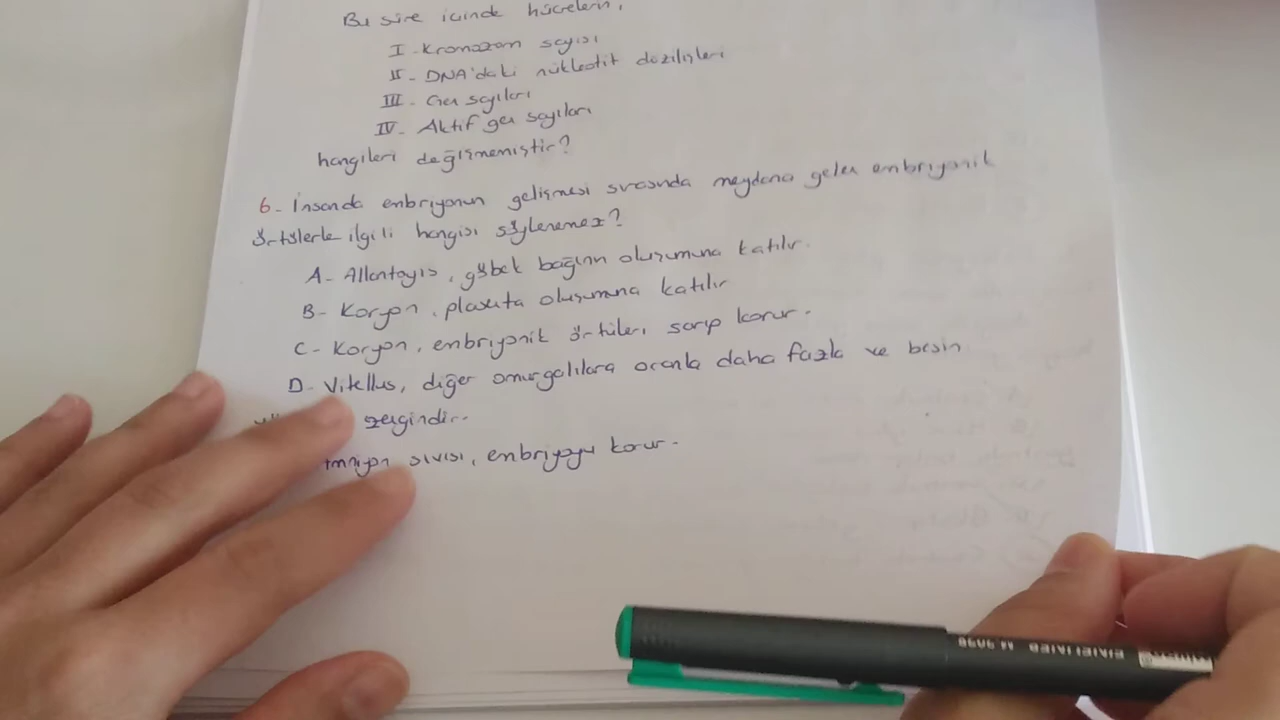 Bu süre içinde hücrelerin,
I - Kromozom sayısı
II - DNA'daki nükleotit dizilişleri
III - Gen sayıları
IV - Aktif gen sayıları
hangileri değişmemiştir?
6 - İnsanda embriyonun gelişmesi sırasında meydana gelen embriyonik
örtülerle ilgili hangisi söylenemez?
A - Allontoyis, göbek bağının oluşumuna katılır.
B - Koryon, plasenta oluşumuna katılır
C - Koryon, embriyonik örtüleri sarıp korur.
D - Vitellus, diğer omurgalılara oranla daha fazla ve besin
zengindir.
mniyon sıvısı, embriyoyu korur.